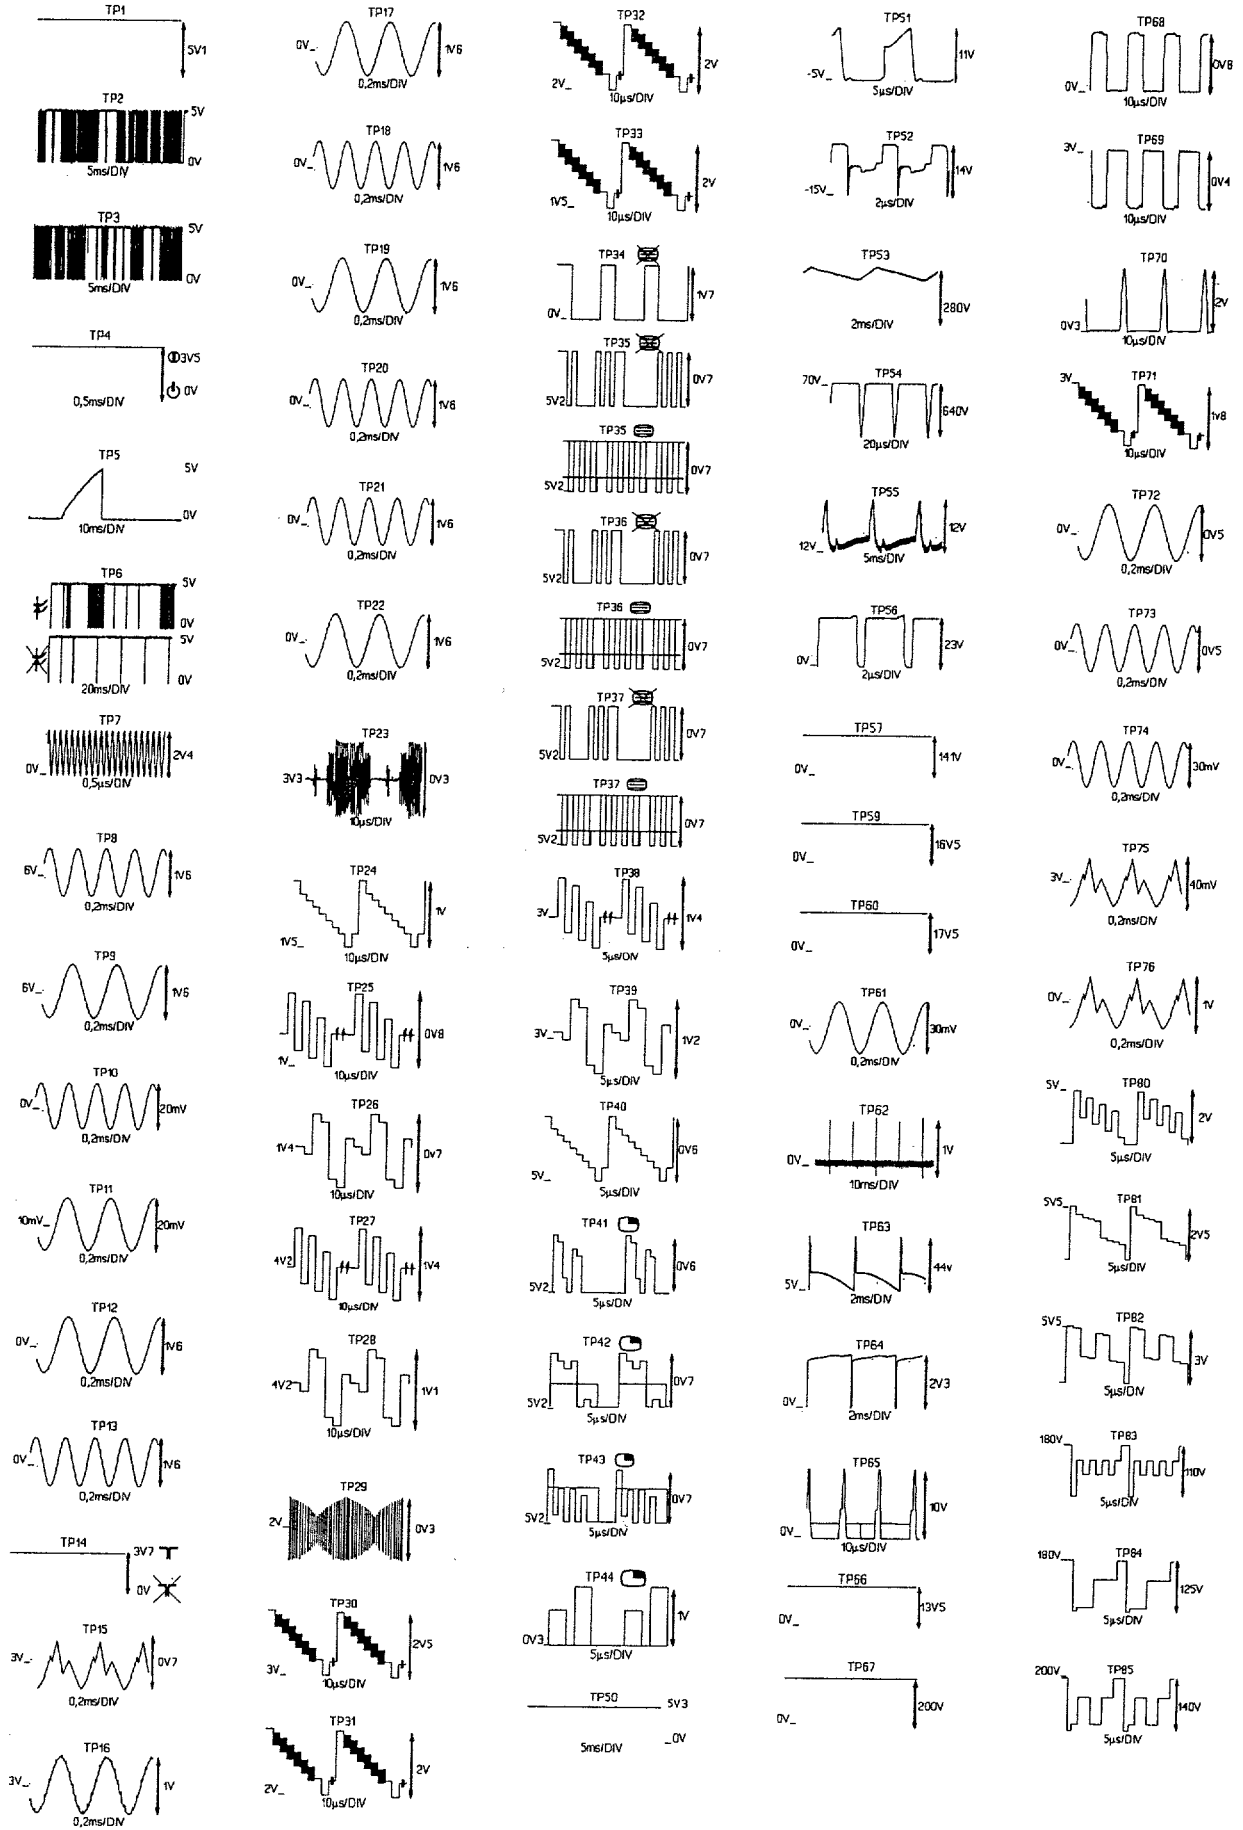 TP1
5V1
TP2
5V
0V
5ms/DIV
TP3
5V
0V
5ms/DIV
TP4
3V5
0V
0,5ms/DIV
TP5
5V
0V
10ms/DIV
TP6
5V
0V
5V
0V
20ms/DIV
TP7
0V
2V4
0,5µs/DIV
TP8
6V
1V6
0,2ms/DIV
TP9
6V
1V6
0,2ms/DIV
TP10
0V
20mV
0,2ms/DIV
TP11
10mV
20mV
0,2ms/DIV
TP12
0V
1V6
0,2ms/DIV
TP13
0V
1V6
0,2ms/DIV
TP14
3V7
0V
TP15
3V
0V7
0,2ms/DIV
TP16
3V
1V
0,2ms/DIV
TP17
0V
1V6
0,2ms/DIV
TP18
0V
1V6
0,2ms/DIV
TP19
0V
1V6
0,2ms/DIV
TP20
0V
1V6
0,2ms/DIV
TP21
0V
1V6
0,2ms/DIV
TP22
0V
1V6
0,2ms/DIV
TP23
3V3
0V3
10µs/DIV
TP24
1V
1V5
10µs/DIV
TP25
0V8
1V
10µs/DIV
TP26
1V4
0V7
10µs/DIV
TP27
4V2
1V4
10µs/DIV
TP28
4V2
1V1
10µs/DIV
TP29
2V
0V3
TP30
2V5
3V
10µs/DIV
TP31
2V
2V
10µs/DIV
TP32
2V
2V
10µs/DIV
TP33
2V
1V5
10µs/DIV
TP34
1V7
0V
TP35
0V7
5V2
TP35
0V7
5V2
TP36
0V7
5V2
TP36
0V7
5V2
TP37
0V7
5V2
TP37
0V7
5V2
TP38
3V
1V4
5µs/DIV
TP39
3V
1V2
5µs/DIV
TP40
0V6
5V
5µs/DIV
TP41
0V6
5V2
5µs/DIV
TP42
0V7
5V2
5µs/DIV
TP43
0V7
5V2
5µs/DIV
TP44
1V
0V3
5µs/DIV
TP50
5V3
0V
5ms/DIV
TP51
11V
-5V
5µs/DIV
TP52
14V
-15V
2µs/DIV
TP53
280V
2ms/DIV
TP54
70V
640V
20µs/DIV
TP55
12V
12V
5ms/DIV
TP56
23V
0V
2µs/DIV
TP57
141V
0V
TP59
16V5
0V
TP60
17V5
0V
TP61
0V
30mV
0,2ms/DIV
TP62
1V
0V
10ms/DIV
TP63
44V
5V
2ms/DIV
TP64
2V3
0V
2ms/DIV
TP65
10V
0V
10µs/DIV
TP66
13V5
0V
TP67
200V
0V
TP68
0V8
0V
10µs/DIV
TP69
3V
0V4
10µs/DIV
TP70
2V
0V3
10µs/DIV
TP71
3V
1V8
10µs/DIV
TP72
0V
0V5
0,2ms/DIV
TP73
0V
0V5
0,2ms/DIV
TP74
0V
30mV
0,2ms/DIV
TP75
3V
40mV
0,2ms/DIV
TP76
0V
1V
0,2ms/DIV
TP80
5V
2V
5µs/DIV
TP81
5V5
2V5
5µs/DIV
TP82
5V5
3V
5µs/DIV
TP83
180V
110V
5µs/DIV
TP84
180V
125V
5µs/DIV
TP85
200V
140V
5µs/DIV